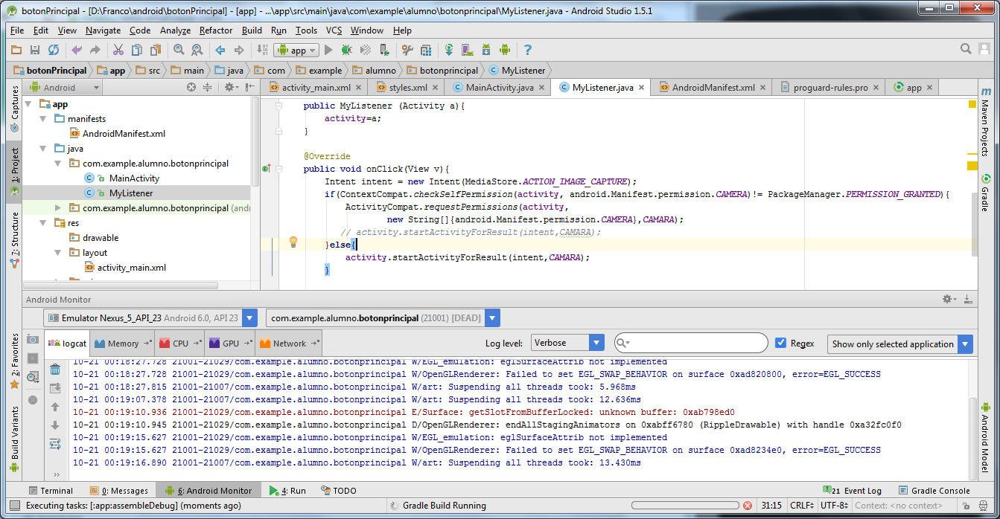 botonPrincipal - [D:\Franco\android\botonPrincipal] - [app] - ...\app\src\main\java\com\example\alumno\botonprincipal\MyListener.java - Android Studio 1.5.1
File Edit View Navigate Code Analyze Refactor Build Run Tools VCS Window Help
app
botonPrincipal app src main java com example alumno botonprincipal MyListener
Android
activity_main.xml styles.xml MainActivity.java MyListener.java AndroidManifest.xml proguard-rules.pro app
Captures
1: Project
7: Structure
2: Favorites
Build Variants
app
manifests
AndroidManifest.xml
java
com.example.alumno.botonprincipal
MainActivity
MyListener
com.example.alumno.botonprincipal (andr
res
drawable
layout
activity_main.xml
public MyListener (Activity a){
activity=a;
}
@Override
public void onClick(View v){
Intent intent = new Intent(MediaStore.ACTION_IMAGE_CAPTURE);
if(ContextCompat.checkSelfPermission(activity, android.Manifest.permission.CAMERA)!= PackageManager.PERMISSION_GRANTED){
ActivityCompat.requestPermissions(activity,
new String[]{android.Manifest.permission.CAMERA},CAMARA);
// activity.startActivityForResult(intent,CAMARA);
}else{
activity.startActivityForResult(intent,CAMARA);
}
Maven Projects
Gradle
Android Model
Android Monitor
Emulator Nexus_5_API_23 Android 6.0, API 23 com.example.alumno.botonprincipal (21001) [DEAD]
logcat Memory CPU GPU Network Log level: Verbose Regex Show only selected application
10-21 00:18:27.728 21001-21029/com.example.alumno.botonprincipal W/EGL_emulation: eglSurfaceAttrib not implemented
10-21 00:18:27.728 21001-21029/com.example.alumno.botonprincipal W/OpenGLRenderer: Failed to set EGL_SWAP_BEHAVIOR on surface 0xad820800, error=EGL_SUCCESS
10-21 00:18:27.815 21001-21007/com.example.alumno.botonprincipal W/art: Suspending all threads took: 5.968ms
10-21 00:19:07.378 21001-21007/com.example.alumno.botonprincipal W/art: Suspending all threads took: 12.636ms
10-21 00:19:10.936 21001-21029/com.example.alumno.botonprincipal E/Surface: getSlotFromBufferLocked: unknown buffer: 0xab798ed0
10-21 00:19:10.945 21001-21029/com.example.alumno.botonprincipal D/OpenGLRenderer: endAllStagingAnimators on 0xabff6780 (RippleDrawable) with handle 0xa32fc0f0
10-21 00:19:15.627 21001-21029/com.example.alumno.botonprincipal W/EGL_emulation: eglSurfaceAttrib not implemented
10-21 00:19:15.627 21001-21029/com.example.alumno.botonprincipal W/OpenGLRenderer: Failed to set EGL_SWAP_BEHAVIOR on surface 0xad8234e0, error=EGL_SUCCESS
10-21 00:19:16.890 21001-21007/com.example.alumno.botonprincipal W/art: Suspending all threads took: 13.430ms
Terminal 0: Messages 6: Android Monitor 4: Run TODO 21 Event Log Gradle Console
Executing tasks: [:app:assembleDebug] (moments ago) Gradle Build Running 31:15 CRLF UTF-8 Context: <no context>